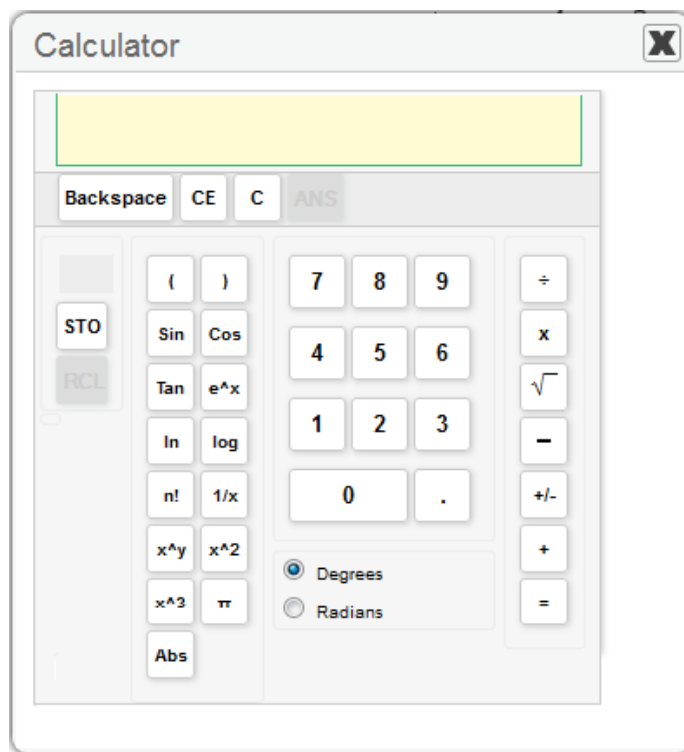 Calculator
X
Backspace CE C ANS
( ) 7 8 9 ÷
STO Sin Cos 4 5 6 x
RCL Tan e^x √
ln log 1 2 3 −
n! 1/x 0 . +/-
x^y x^2 +
Degrees
x^3 π =
Radians
Abs